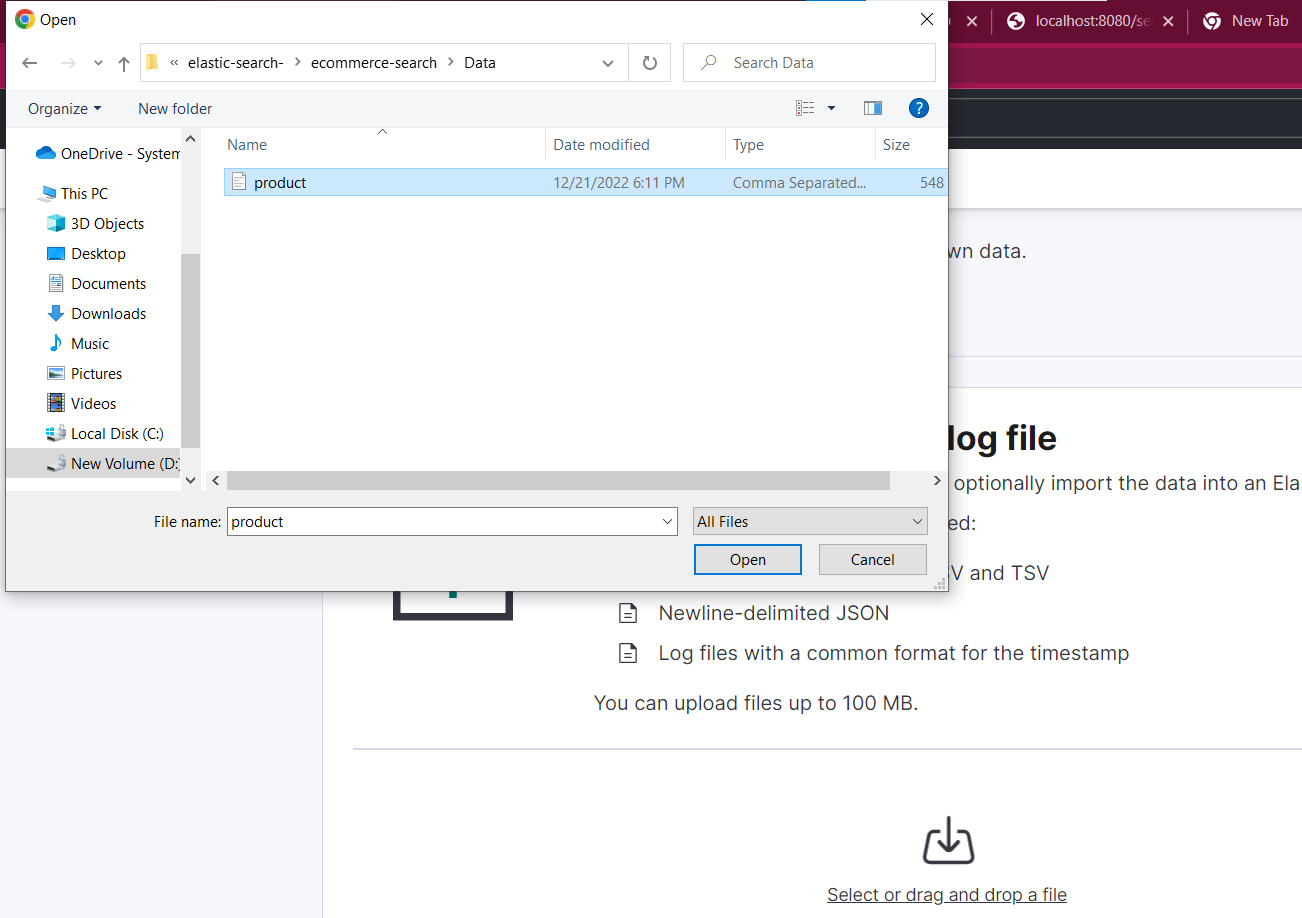 Open
localhost:8080/se
New Tab
« elastic-search- > ecommerce-search > Data
Search Data
Organize
New folder
?
Name
Date modified
Type
Size
product
12/21/2022 6:11 PM
Comma Separated...
548
OneDrive - System
This PC
3D Objects
Desktop
Documents
Downloads
Music
Pictures
Videos
Local Disk (C:)
New Volume (D:)
File name:
product
All Files
Open
Cancel
wn data.
log file
optionally import the data into an Ela
ed:
V and TSV
Newline-delimited JSON
Log files with a common format for the timestamp
You can upload files up to 100 MB.
Select or drag and drop a file